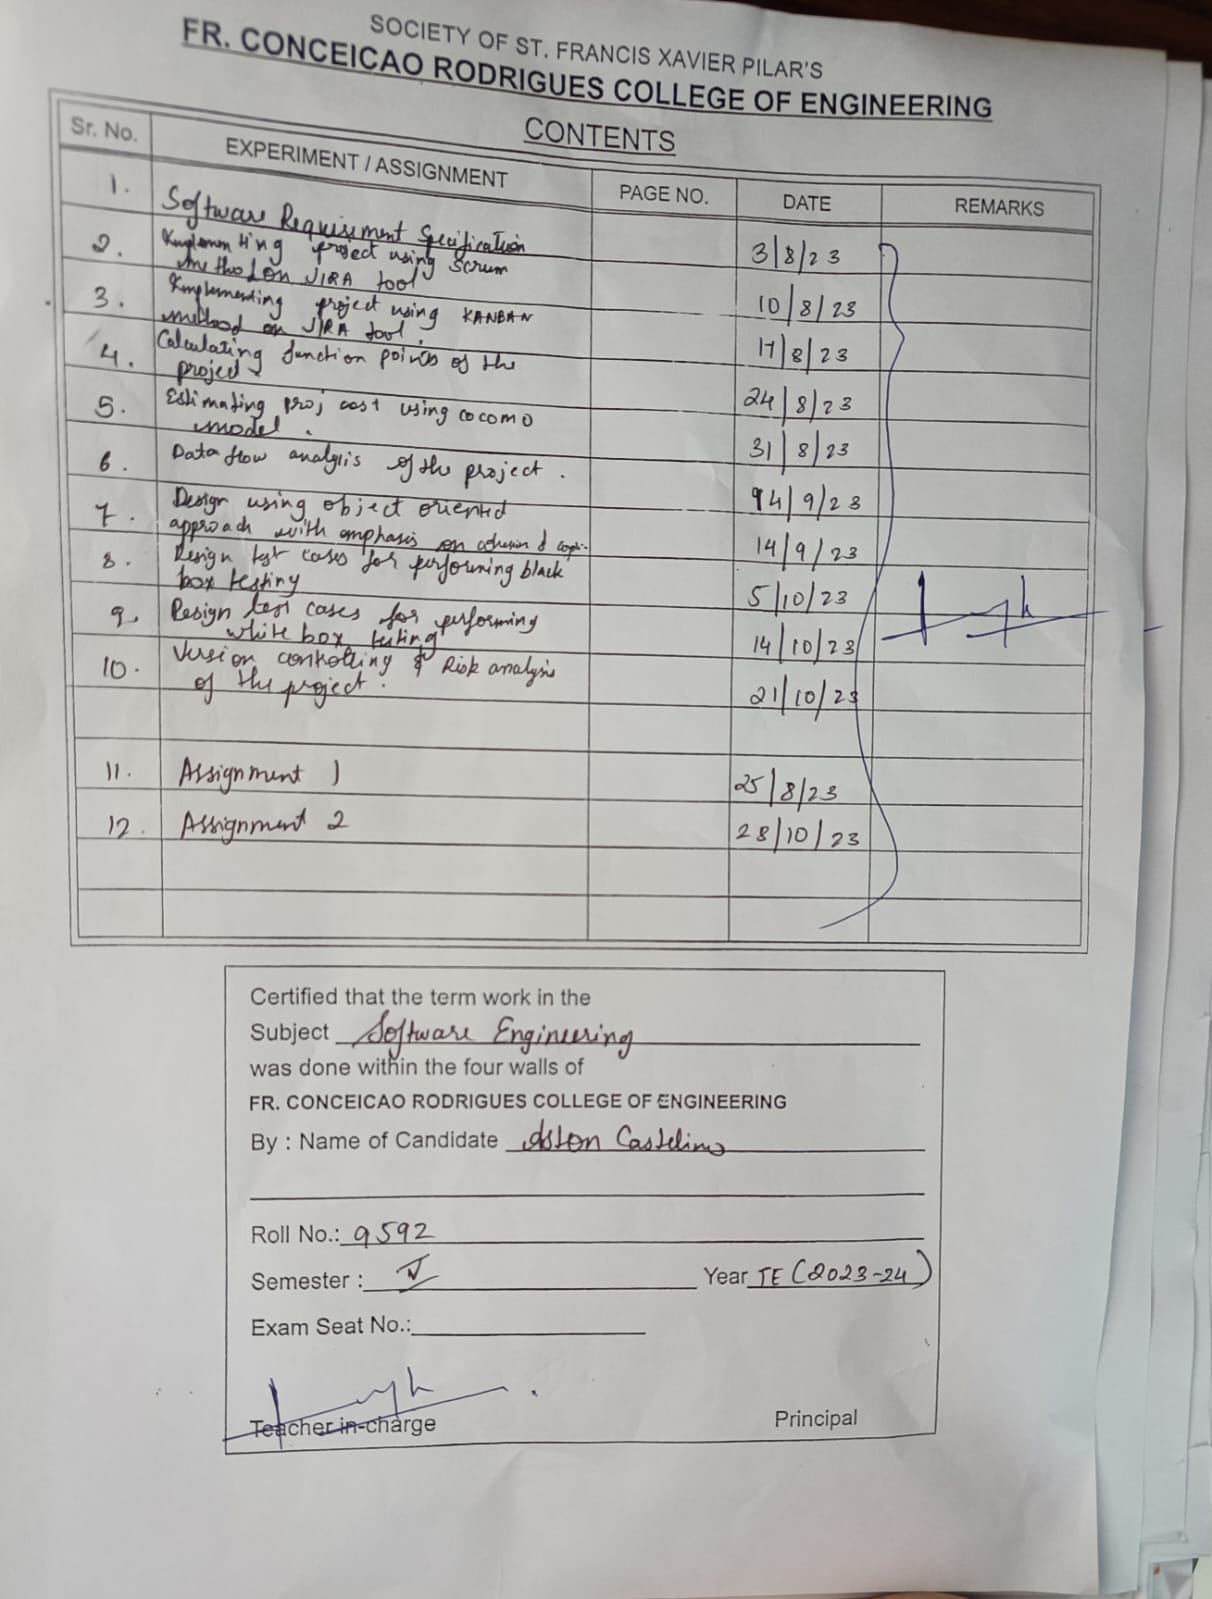 SOCIETY OF ST. FRANCIS XAVIER PILAR'S
FR. CONCEICAO RODRIGUES COLLEGE OF ENGINEERING
CONTENTS
Sr. No. EXPERIMENT / ASSIGNMENT PAGE NO. DATE REMARKS
1. Software Requirement Specification 3/8/23
2. Implementing project using Scrum
method on JIRA tool 10/8/23
3. Implementing project using KANBAN
method on JIRA tool. 17/8/23
4. Calculating function points of the
project 24/8/23
5. Estimating proj cost using cocomo
model. 31/8/23
6. Data flow analysis of the project. 14/9/23
7. Design using object oriented
approach with emphasis on cohesion & 14/9/23
8. Design test cases for performing black
box testing 5/10/23
9. Design test cases for performing
white box testing 14/10/23
10. Version controlling & Risk analysis
of the project. 21/10/23
11. Assignment 1 25/8/23
12. Assignment 2 28/10/23
Certified that the term work in the
Subject Software Engineering
was done within the four walls of
FR. CONCEICAO RODRIGUES COLLEGE OF ENGINEERING
By : Name of Candidate Aston Castelino
Roll No.: 9592
Semester : V Year TE (2023-24)
Exam Seat No.:
Teacher in-charge Principal